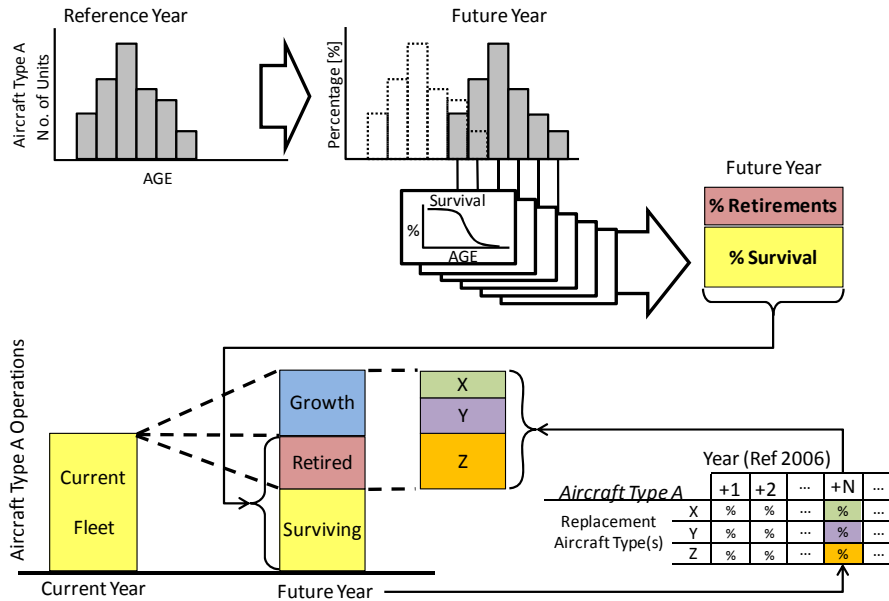 Reference Year
Future Year
Aircraft Type A
No. of Units
AGE
Percentage [%]
Survival
%
AGE
Future Year
% Retirements
% Survival
Aircraft Type A Operations
Current
Fleet
Growth
Retired
Surviving
X
Y
Z
Current Year
Future Year
Year (Ref 2006)
Aircraft Type A +1 +2 ... +N ...
Replacement
Aircraft Type(s)
X % % ... % ...
Y % % ... % ...
Z % % ... % ...